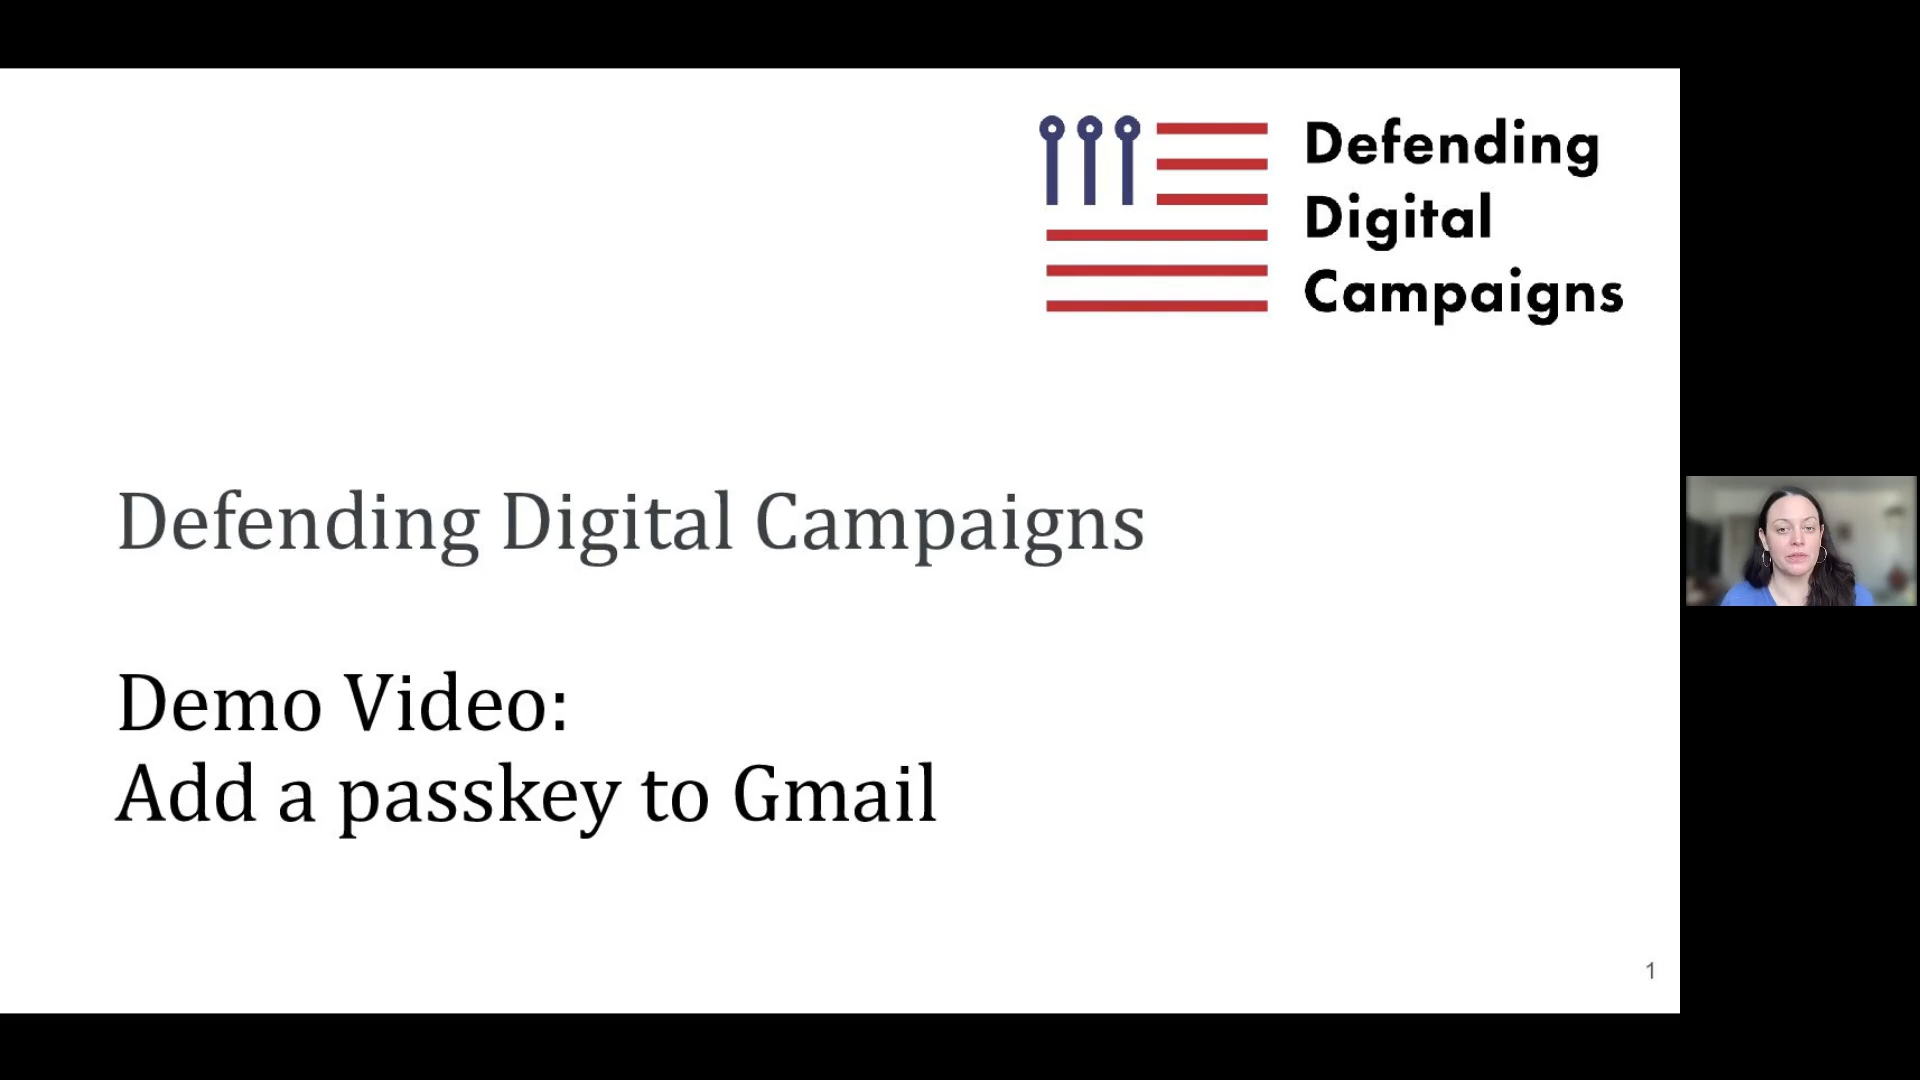 Defending
Digital
Campaigns
Defending Digital Campaigns
Demo Video:
Add a passkey to Gmail
1